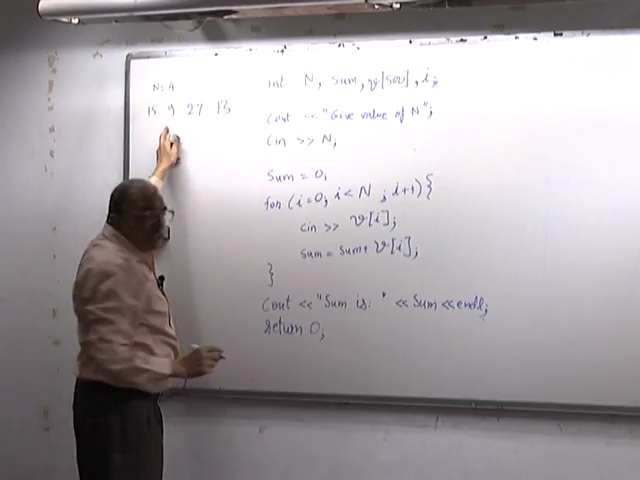 N=4
15 9 27 13
int N, sum, v[500], i;
cout << "Give value of N";
Cin >> N;
Sum = 0;
for (i=0; i< N ; i++) {
cin >> v[i];
sum = sum+ v[i];
}
Cout << "Sum is: " << Sum << endl;
return 0;